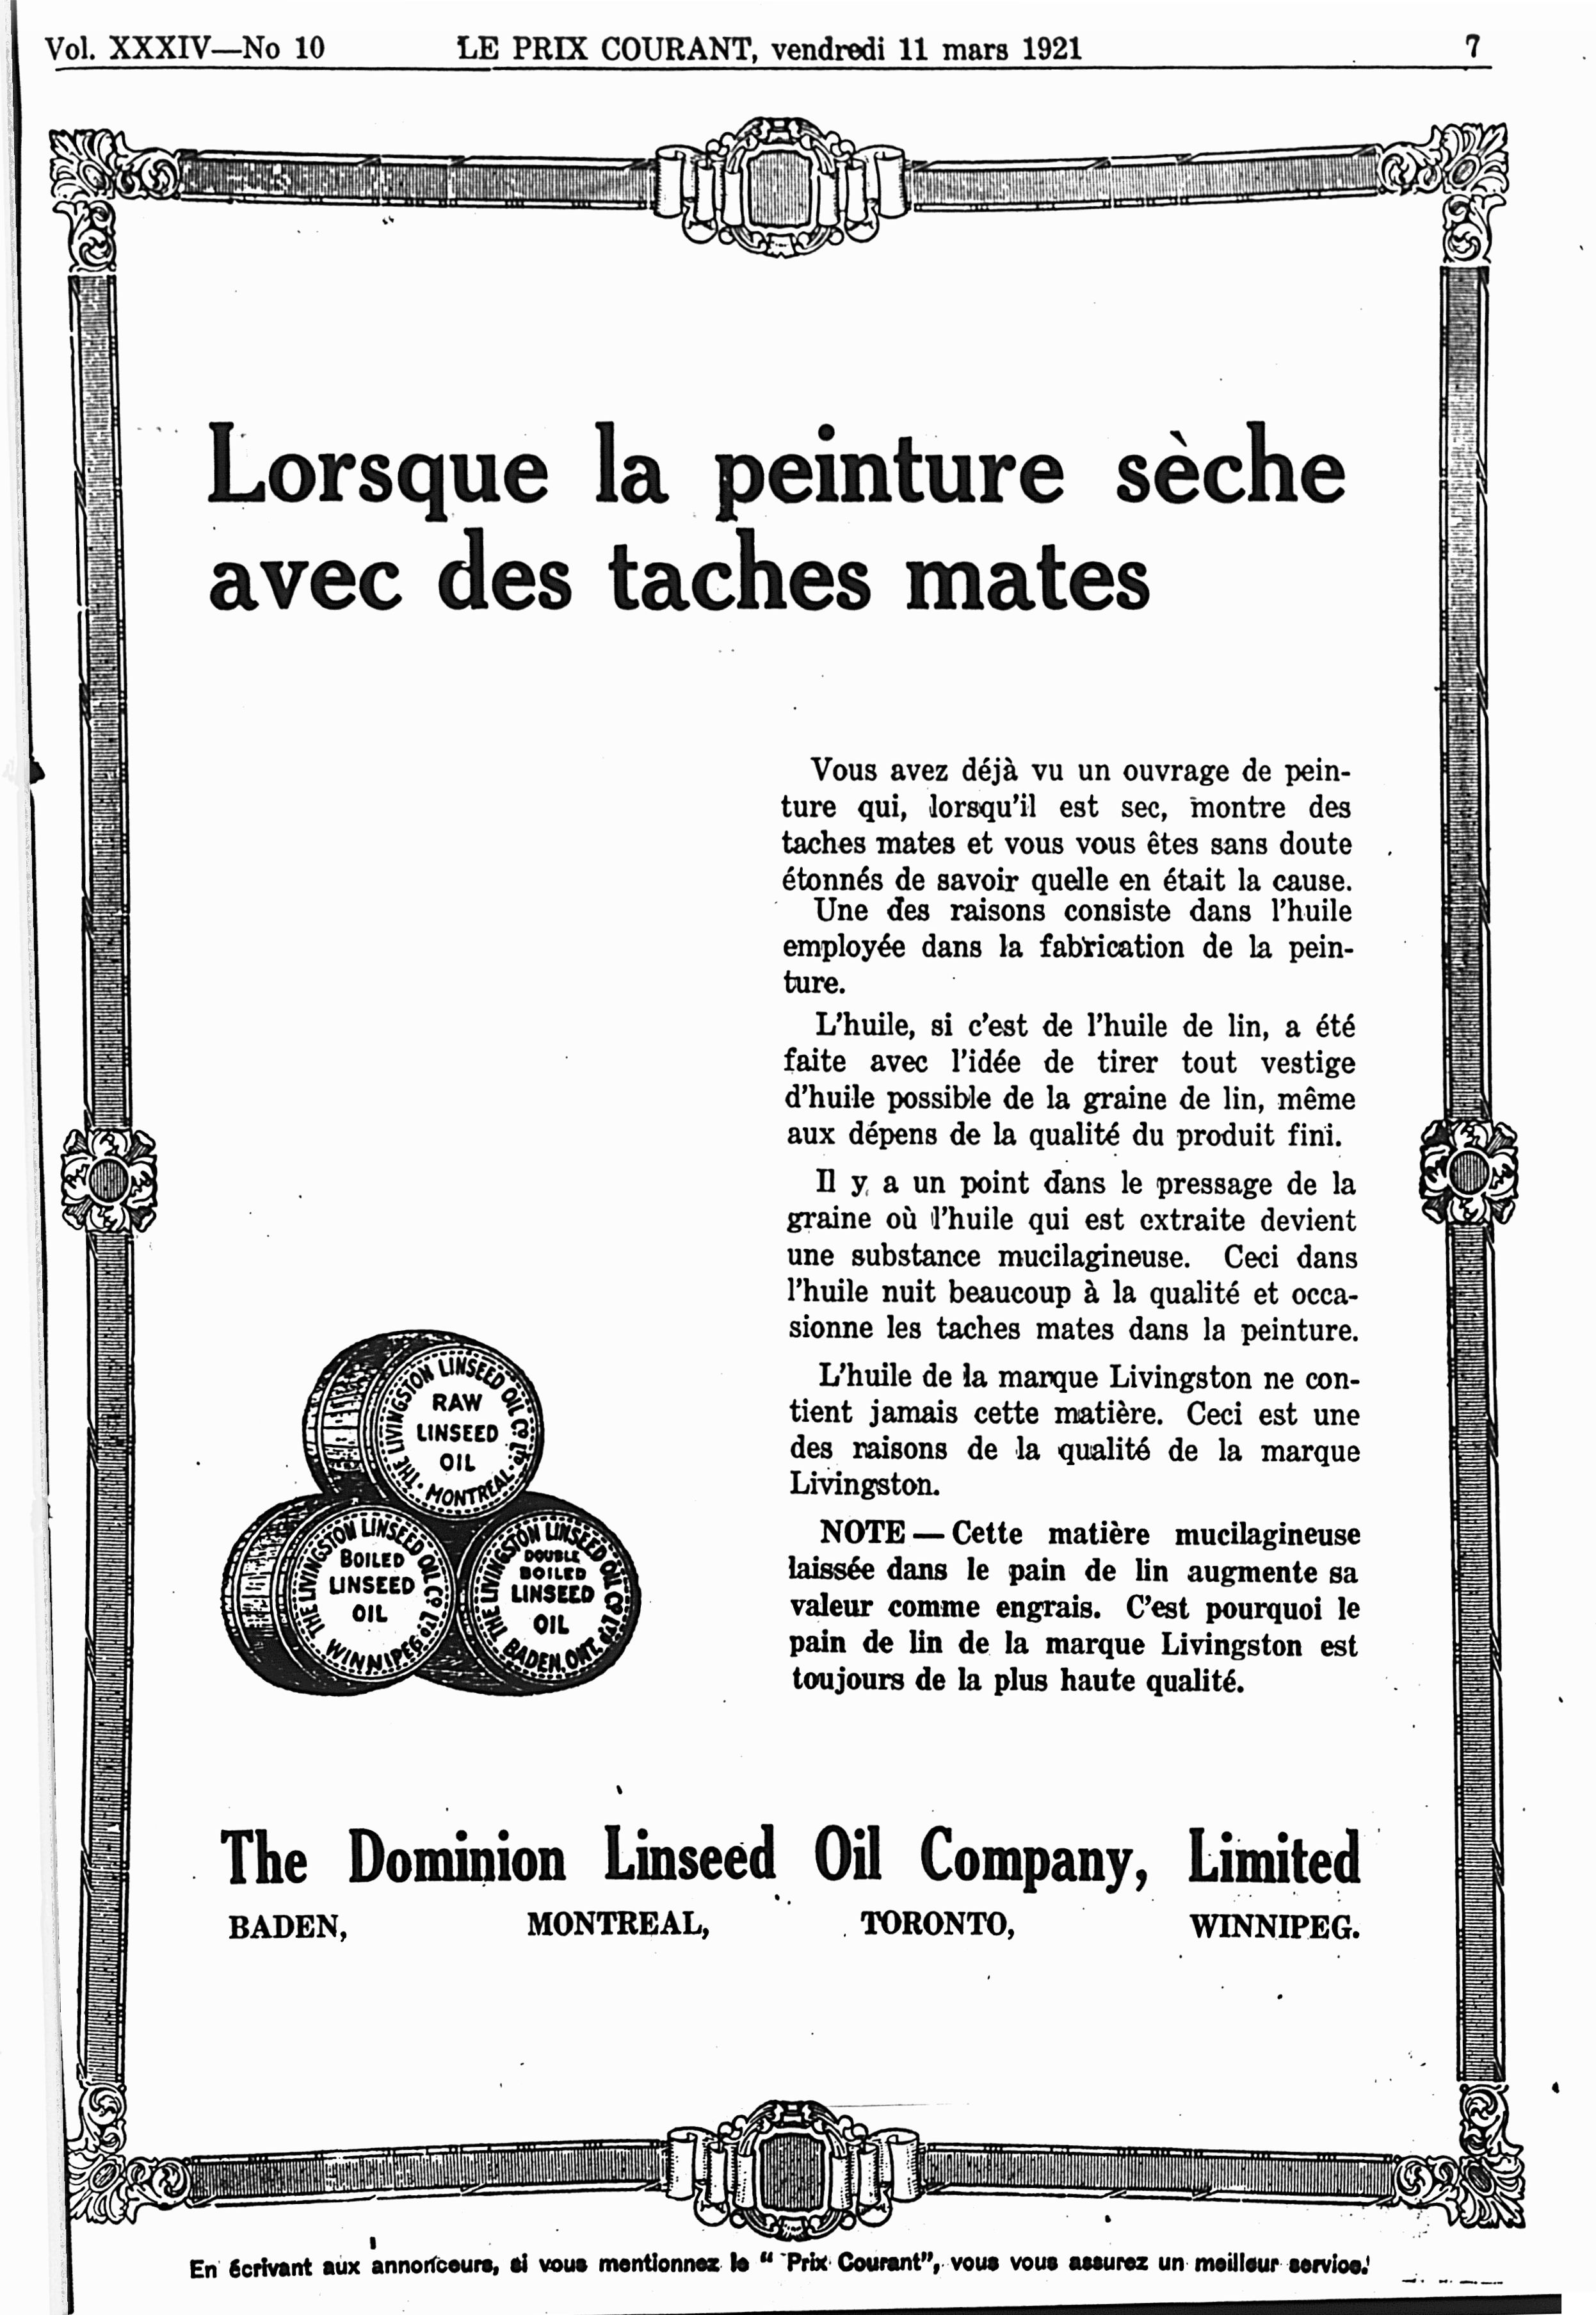 Vol. XXXIV—No 10 LE PRIX COURANT, vendredi 11 mars 1921 7
Lorsque la peinture sèche
avec des taches mates
Vous avez déjà vu un ouvrage de pein-
ture qui, lorsqu'il est sec, montre des
taches mates et vous vous êtes sans doute
étonnés de savoir quelle en était la cause.
Une des raisons consiste dans l'huile
employée dans la fabrication de la pein-
ture.
L'huile, si c'est de l'huile de lin, a été
faite avec l'idée de tirer tout vestige
d'huile possible de la graine de lin, même
aux dépens de la qualité du produit fini.
Il y a un point dans le pressage de la
graine où l'huile qui est extraite devient
une substance mucilagineuse. Ceci dans
l'huile nuit beaucoup à la qualité et occa-
sionne les taches mates dans la peinture.
L'huile de la marque Livingston ne con-
tient jamais cette matière. Ceci est une
des raisons de la qualité de la marque
Livingston.
NOTE — Cette matière mucilagineuse
laissée dans le pain de lin augmente sa
valeur comme engrais. C'est pourquoi le
pain de lin de la marque Livingston est
toujours de la plus haute qualité.
THE LIVINGSTON LINSEED OIL Co. LTD.
RAW
LINSEED
OIL
MONTREAL
THE LIVINGSTON LINSEED OIL Co. LTD.
BOILED
LINSEED
OIL
WINNIPEG
THE LIVINGSTON LINSEED OIL Co. LTD.
DOUBLE
BOILED
LINSEED
OIL
BADEN, ONT.
The Dominion Linseed Oil Company, Limited
BADEN, MONTREAL, TORONTO, WINNIPEG.
En écrivant aux annonceurs, si vous mentionnez le "Prix Courant", vous vous assurez un meilleur service.